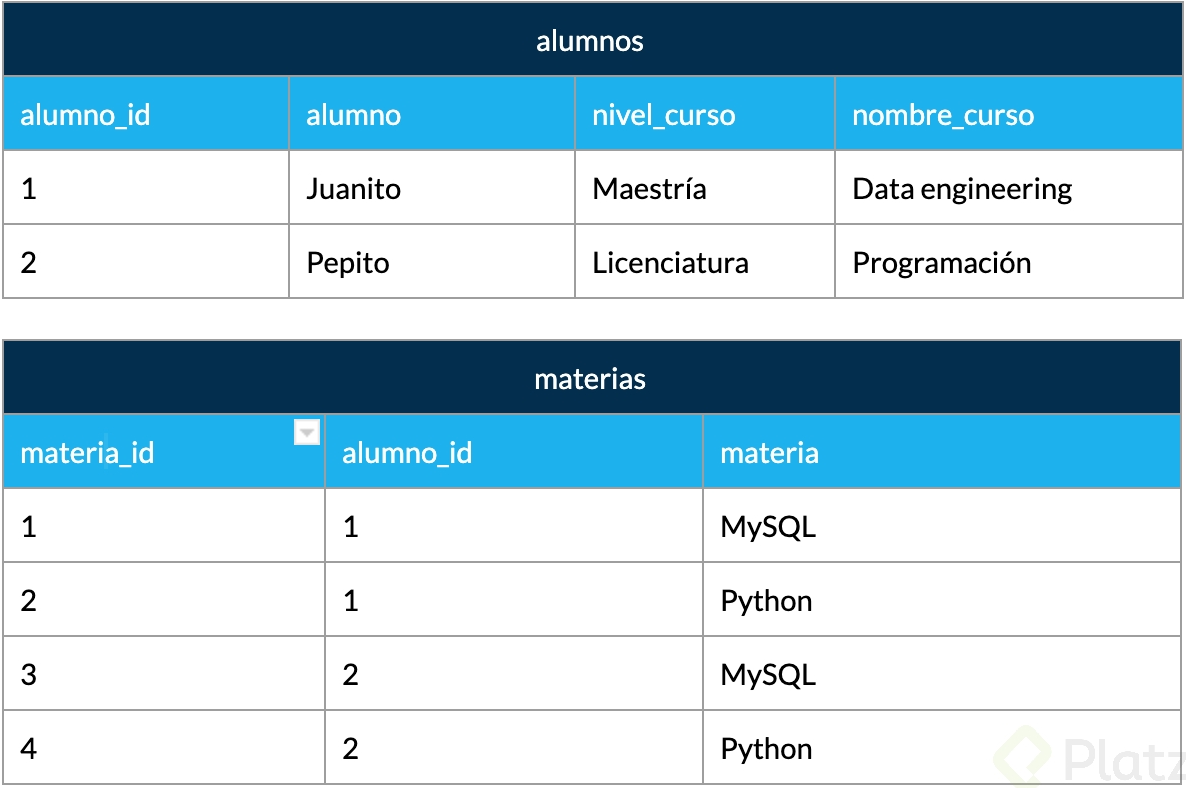 alumnos
alumno_id alumno nivel_curso nombre_curso
1 Juanito Maestría Data engineering
2 Pepito Licenciatura Programación
materias
materia_id alumno_id materia
1 1 MySQL
2 1 Python
3 2 MySQL
4 2 Python
Platz